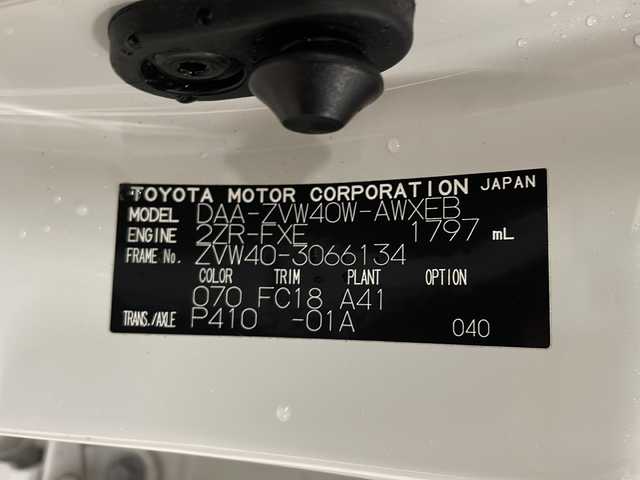 TOYOTA MOTOR CORPORATION JAPAN
MODEL DAA-ZVW40W-AWXEB
ENGINE 2ZR-FXE 1797 mL
FRAME No. ZVW40-3066134
COLOR TRIM PLANT OPTION
070 FC18 A41
TRANS./AXLE P410 -01A 040